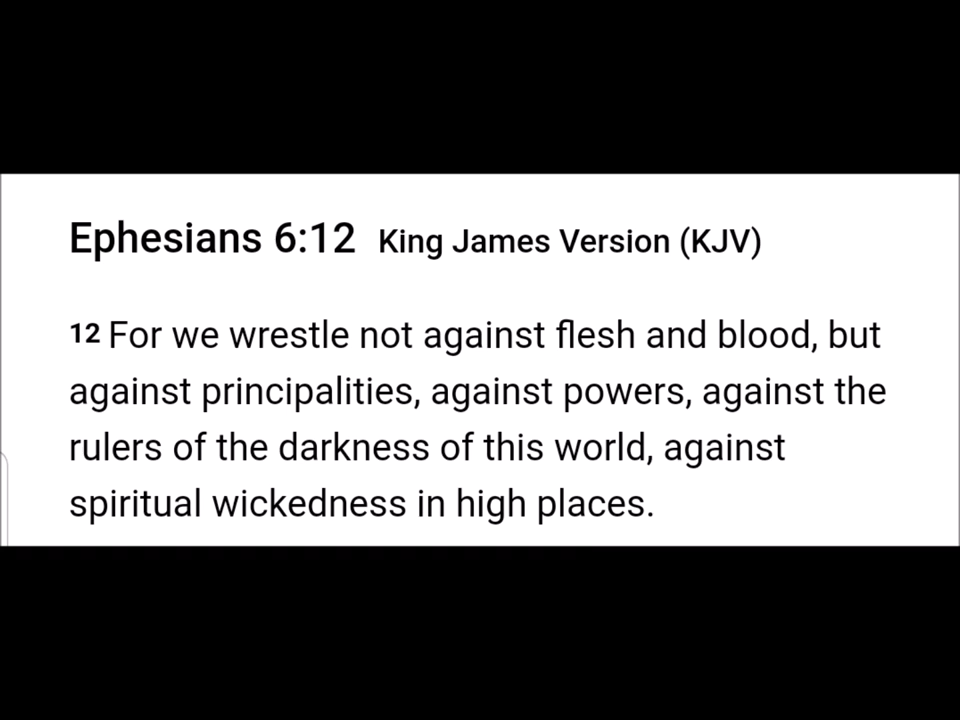 Ephesians 6:12 King James Version (KJV)
12 For we wrestle not against flesh and blood, but
against principalities, against powers, against the
rulers of the darkness of this world, against
spiritual wickedness in high places.